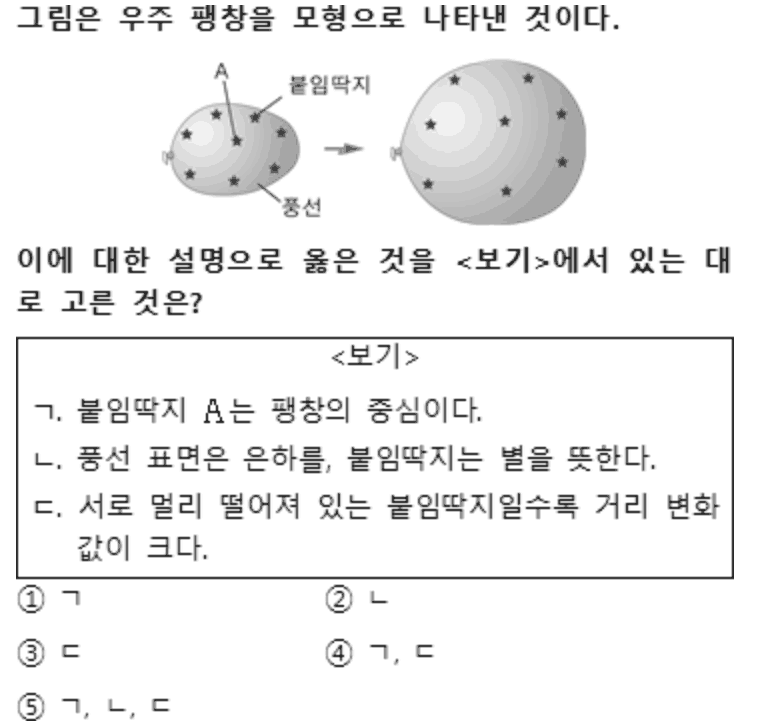 그림은 우주 팽창을 모형으로 나타낸 것이다.
A
붙임딱지
풍선
이에 대한 설명으로 옳은 것을 <보기>에서 있는 대
로 고른 것은?
<보기>
ㄱ. 붙임딱지 A는 팽창의 중심이다.
ㄴ. 풍선 표면은 은하를, 붙임딱지는 별을 뜻한다.
ㄷ. 서로 멀리 떨어져 있는 붙임딱지일수록 거리 변화
값이 크다.
① ㄱ ② ㄴ
③ ㄷ ④ ㄱ, ㄷ
⑤ ㄱ, ㄴ, ㄷ